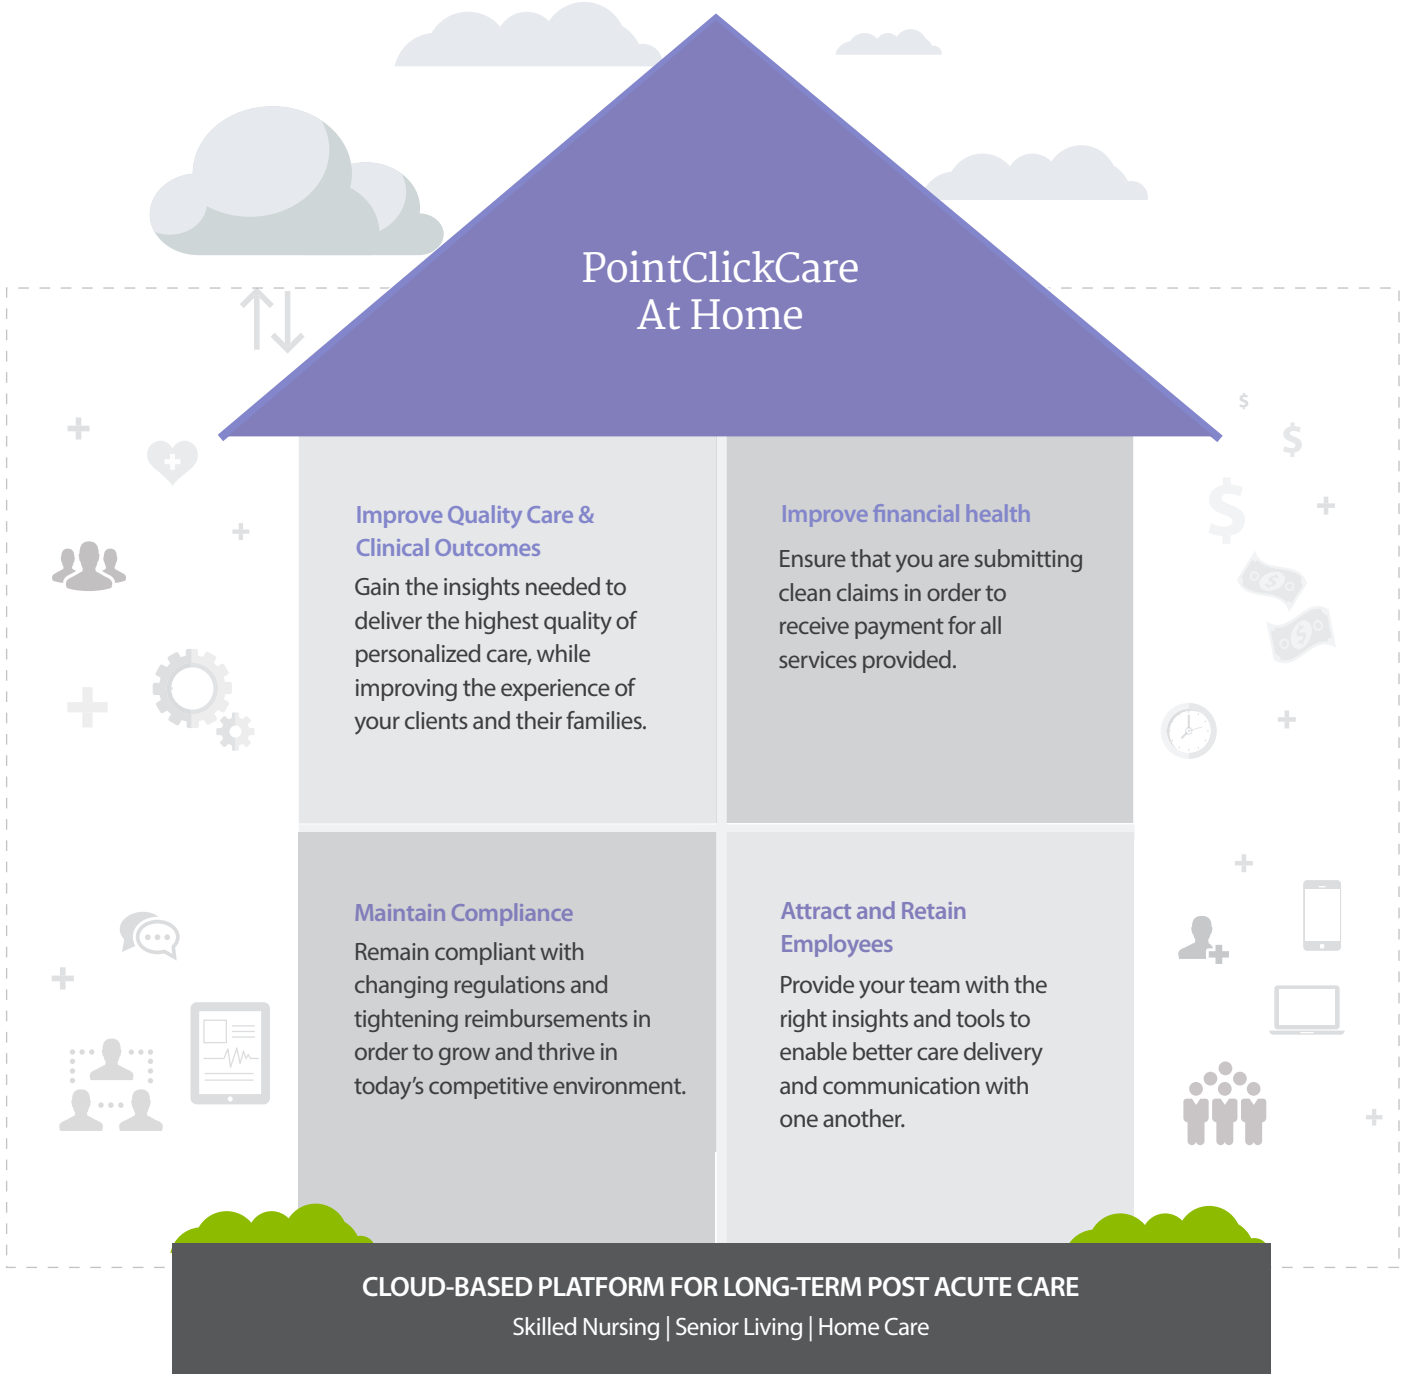 PointClickCare
At Home
Improve Quality Care &
Clinical Outcomes
Gain the insights needed to
deliver the highest quality of
personalized care, while
improving the experience of
your clients and their families.
Improve financial health
Ensure that you are submitting
clean claims in order to
receive payment for all
services provided.
Maintain Compliance
Remain compliant with
changing regulations and
tightening reimbursements in
order to grow and thrive in
today’s competitive environment.
Attract and Retain
Employees
Provide your team with the
right insights and tools to
enable better care delivery
and communication with
one another.
CLOUD-BASED PLATFORM FOR LONG-TERM POST ACUTE CARE
Skilled Nursing | Senior Living | Home Care